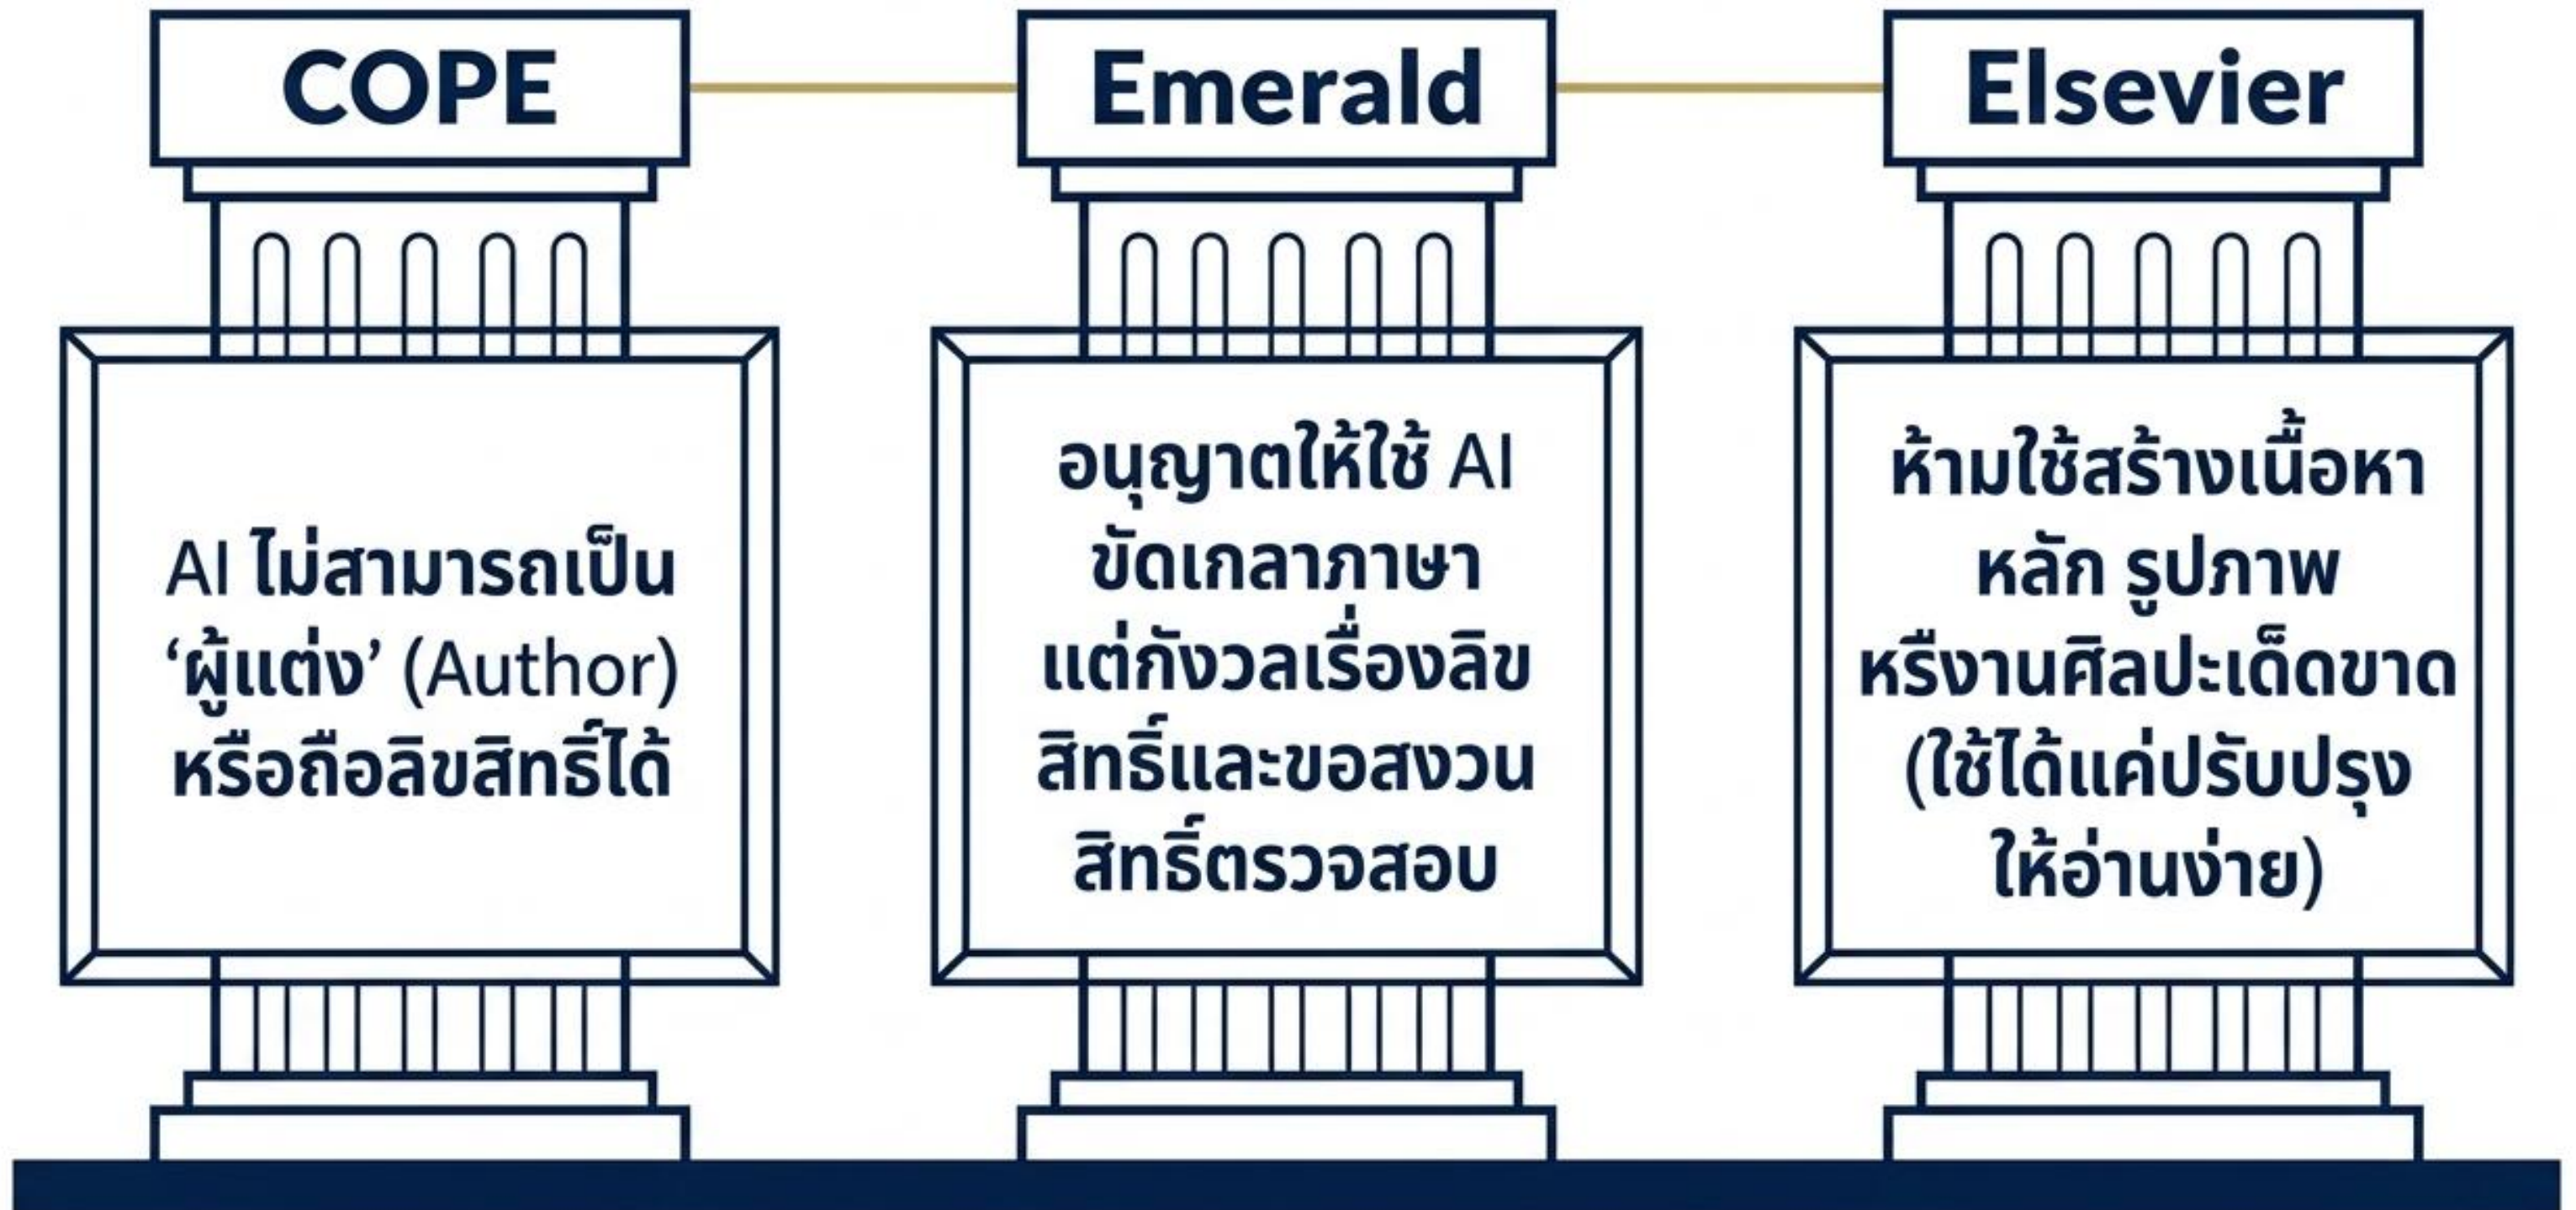 COPE
Emerald
Elsevier
AI ไม่สามารถเป็น
‘ผู้แต่ง’ (Author)
หรือถือลิขสิทธิ์ได้
อนุญาตให้ใช้ AI
ขัดเกลาภาษา
แต่กังวลเรื่องลิข
สิทธิ์และขอสงวน
สิทธิ์ตรวจสอบ
ห้ามใช้สร้างเนื้อหา
หลัก รูปภาพ
หรืงานศิลปะเด็ดขาด
(ใช้ได้แค่ปรับปรุง
ให้อ่านง่าย)